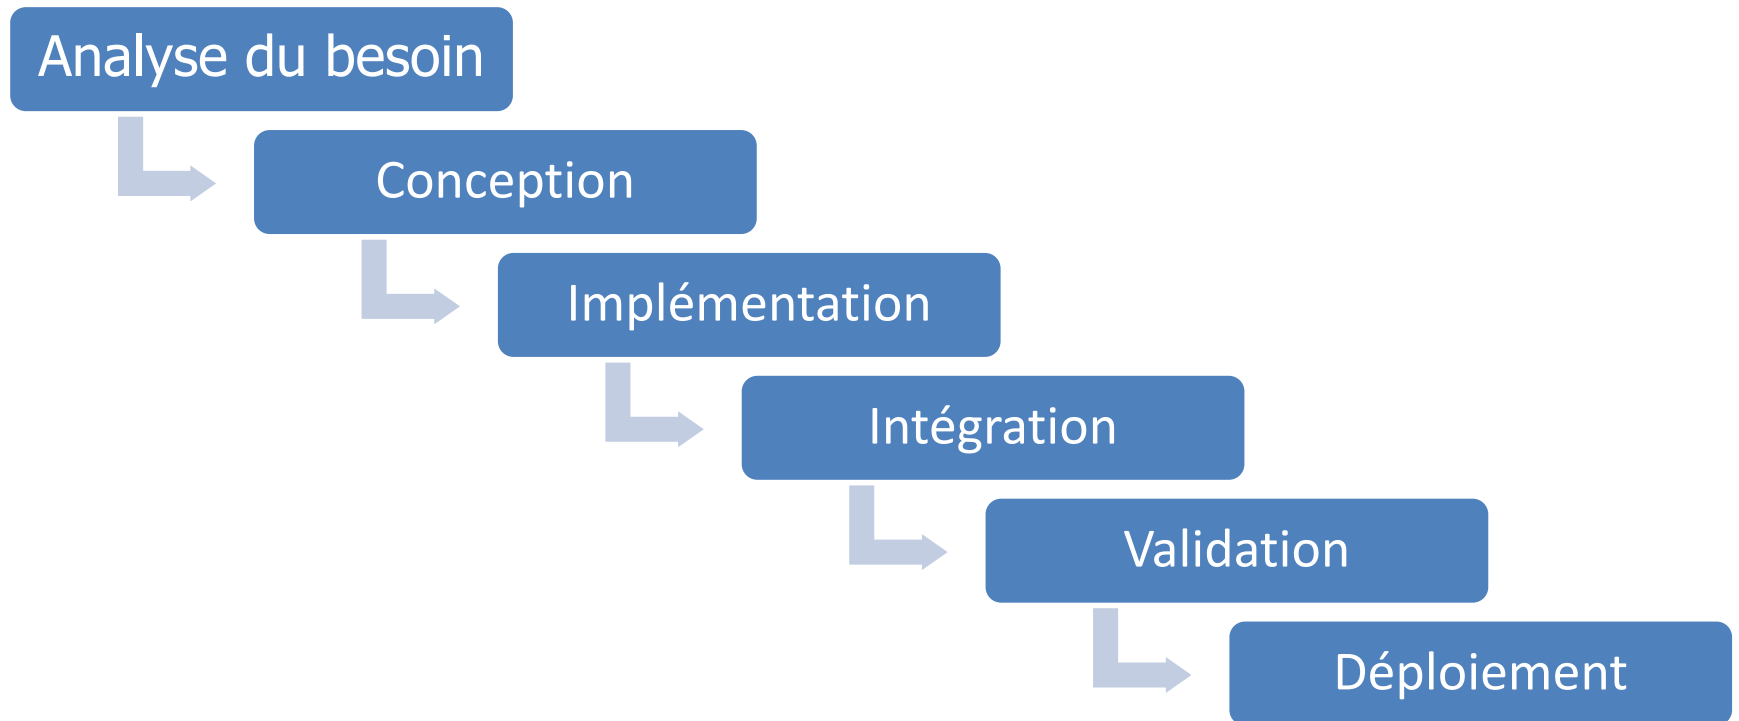 Analyse du besoin
Conception
Implémentation
Intégration
Validation
Déploiement